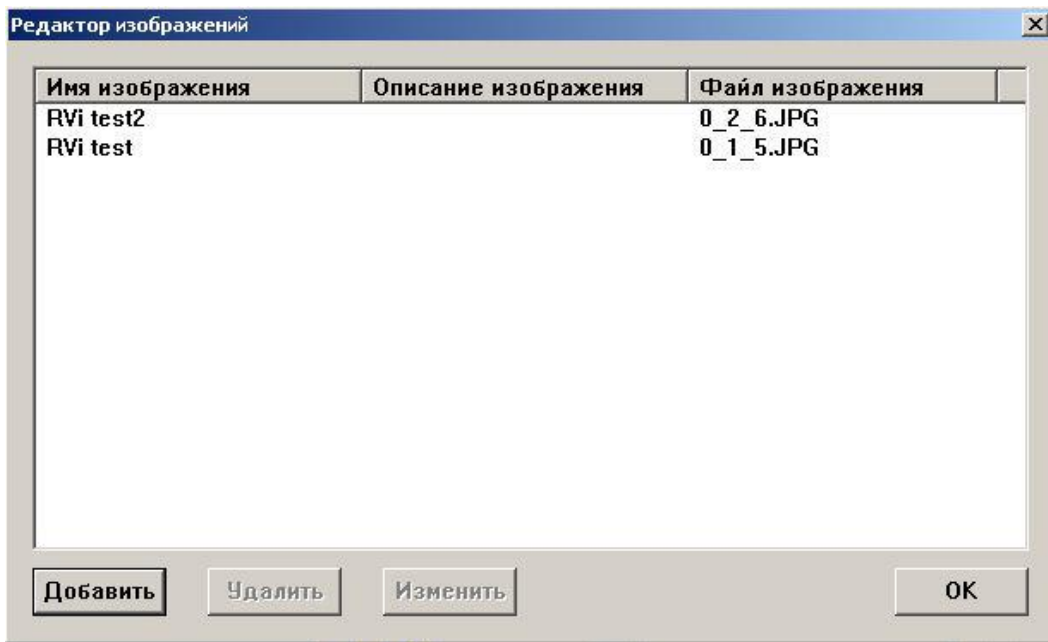 Редактор изображений
Имя изображения Описание изображения Файл изображения
RVi test2 0_2_6.JPG
RVi test 0_1_5.JPG
Добавить Удалить Изменить OK